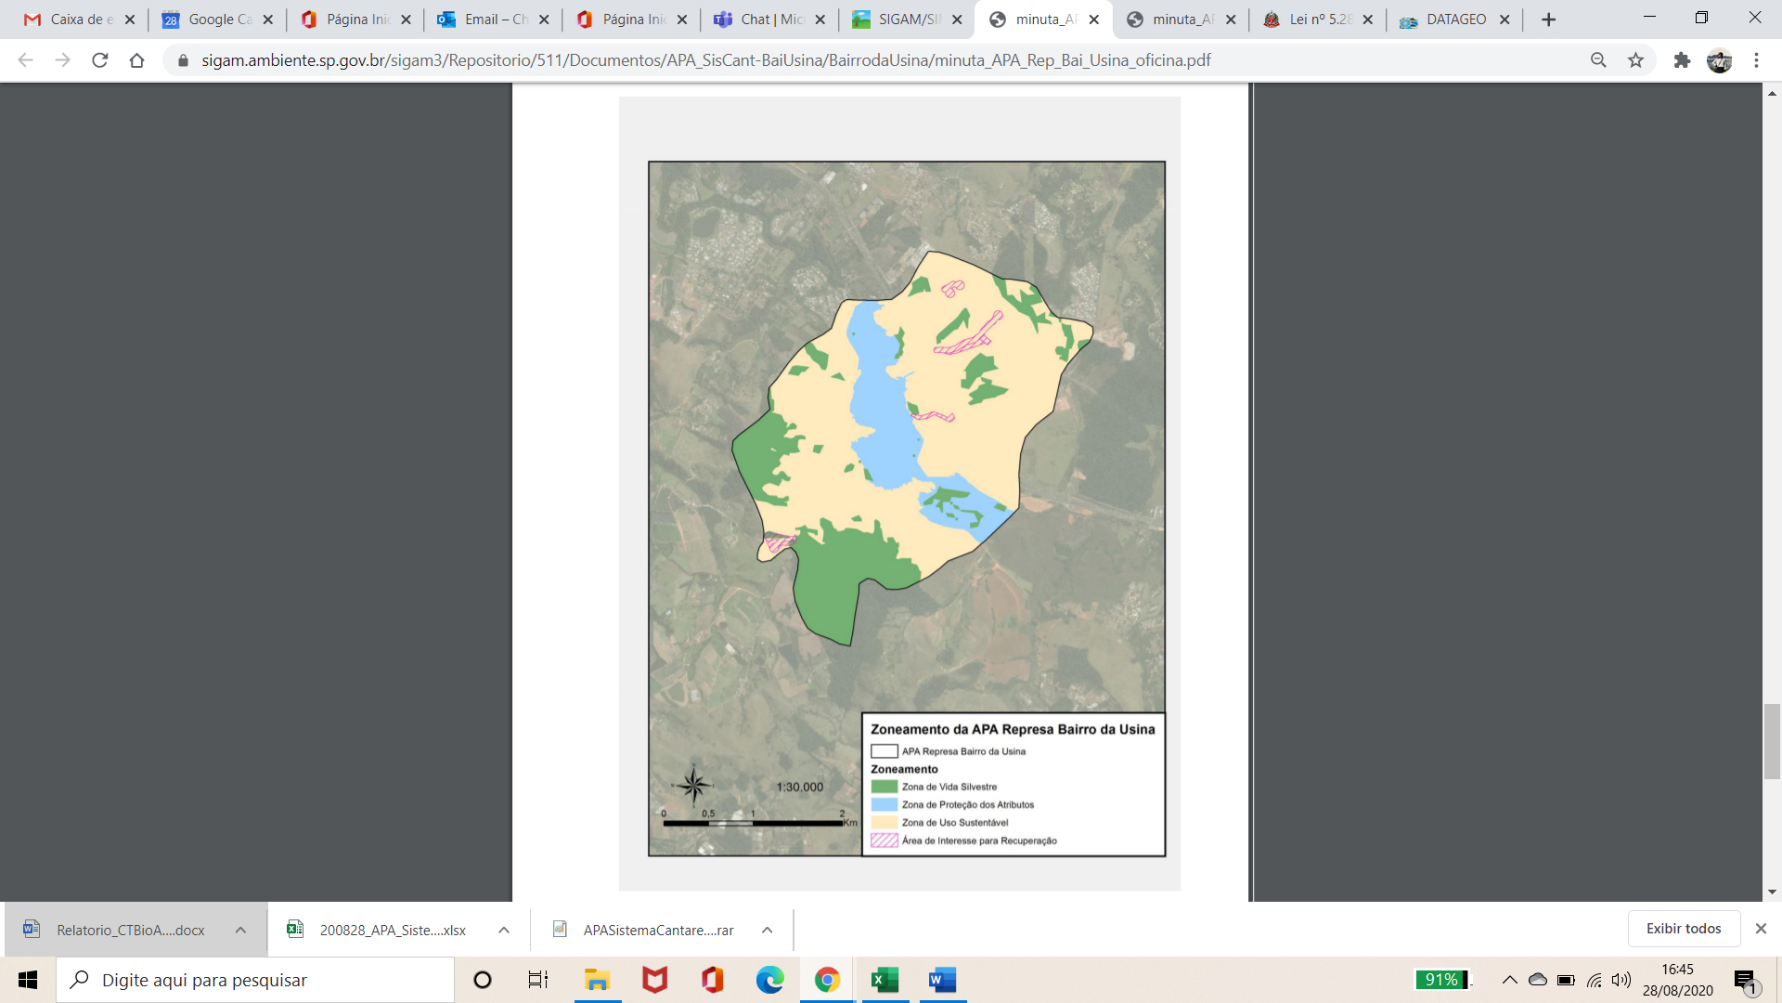 Caixa de e
Google Ca
Página Inic
Email – Ch
Página Inic
Chat | Mic
SIGAM/SI
minuta_AP
minuta_AP
Lei nº 5.28
DATAGEO
sigam.ambiente.sp.gov.br/sigam3/Repositorio/511/Documentos/APA_SisCant-BaiUsina/BairrodaUsina/minuta_APA_Rep_Bai_Usina_oficina.pdf
Zoneamento da APA Represa Bairro da Usina
APA Represa Bairro da Usina
Zoneamento
Zona de Vida Silvestre
Zona de Proteção dos Atributos
Zona de Uso Sustentável
Área de Interesse para Recuperação
1:30.000
0 0,5 1 2
Km
Relatorio_CTBioA....docx
200828_APA_Siste....xlsx
APASistemaCantare....rar
Exibir todos
Digite aqui para pesquisar
91%
16:45
28/08/2020
1